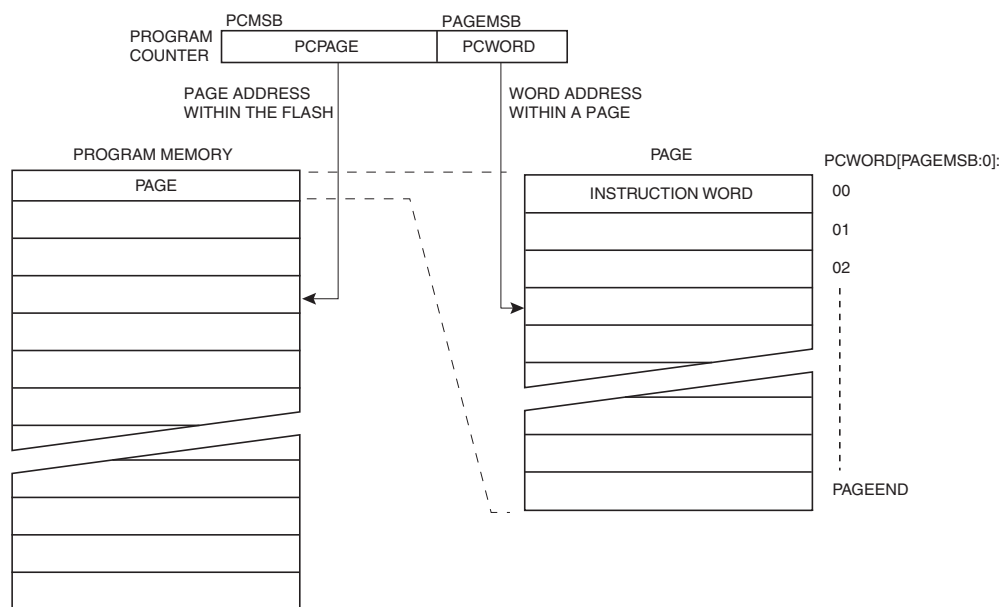 PCMSB
PAGEMSB
PROGRAM
COUNTER
PCPAGE
PCWORD
PAGE ADDRESS
WITHIN THE FLASH
WORD ADDRESS
WITHIN A PAGE
PROGRAM MEMORY
PAGE
PAGE
INSTRUCTION WORD
PCWORD[PAGEMSB:0]:
00
01
02
PAGEEND